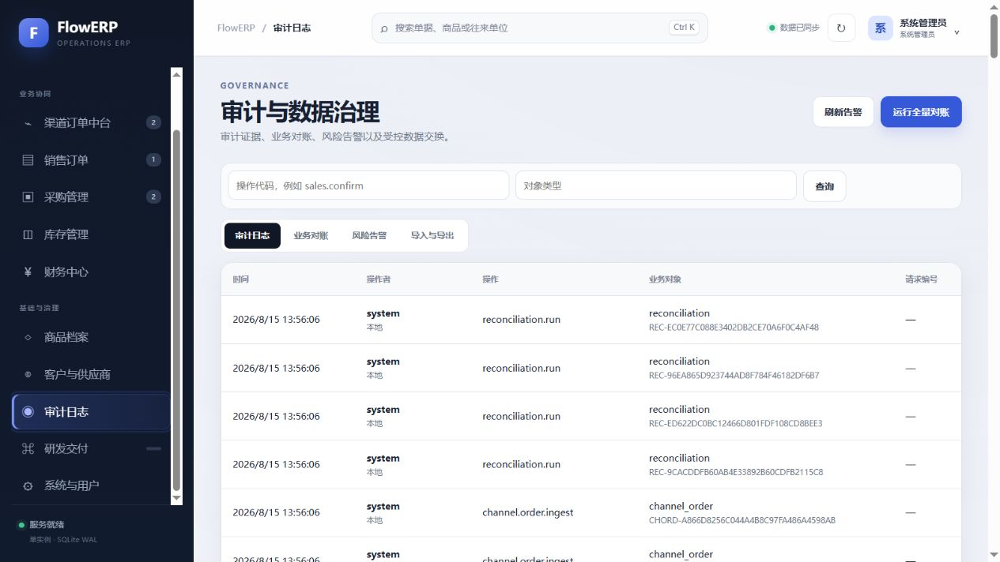 F
FlowERP
OPERATIONS ERP
业务协同
渠道订单中台 2
销售订单 1
采购管理 2
库存管理
¥ 财务中心
基础与治理
商品档案
客户与供应商
审计日志
研发交付
系统与用户
服务就绪
单实例 · SQLite WAL
FlowERP / 审计日志
搜索单据、商品或往来单位 Ctrl K
数据已同步
系
系统管理员
系统管理员
GOVERNANCE
审计与数据治理
审计证据、业务对账、风险告警以及受控数据交换。
刷新告警
运行全量对账
操作代码，例如 sales.confirm
对象类型
查询
审计日志 业务对账 风险告警 导入与导出
时间 操作者 操作 业务对象 请求编号
2026/8/15 13:56:06 system 本地 reconciliation.run reconciliation —
REC-EC0E77C088E3402DB2CE70A6F0C4AF48
2026/8/15 13:56:06 system 本地 reconciliation.run reconciliation —
REC-96EA865D923744AD8F784F46182DF6B7
2026/8/15 13:56:06 system 本地 reconciliation.run reconciliation —
REC-ED622DC0BC12466D801FDF108CD8BEE3
2026/8/15 13:56:06 system 本地 reconciliation.run reconciliation —
REC-9CACDDFB60AB4E33892B60CDFB2115C8
2026/8/15 13:56:06 system 本地 channel.order.ingest channel_order —
CHORD-A866D8256C044A4B8C97FA486A4598AB
2026/8/15 13:56:06 system channel.order.ingest channel_order —